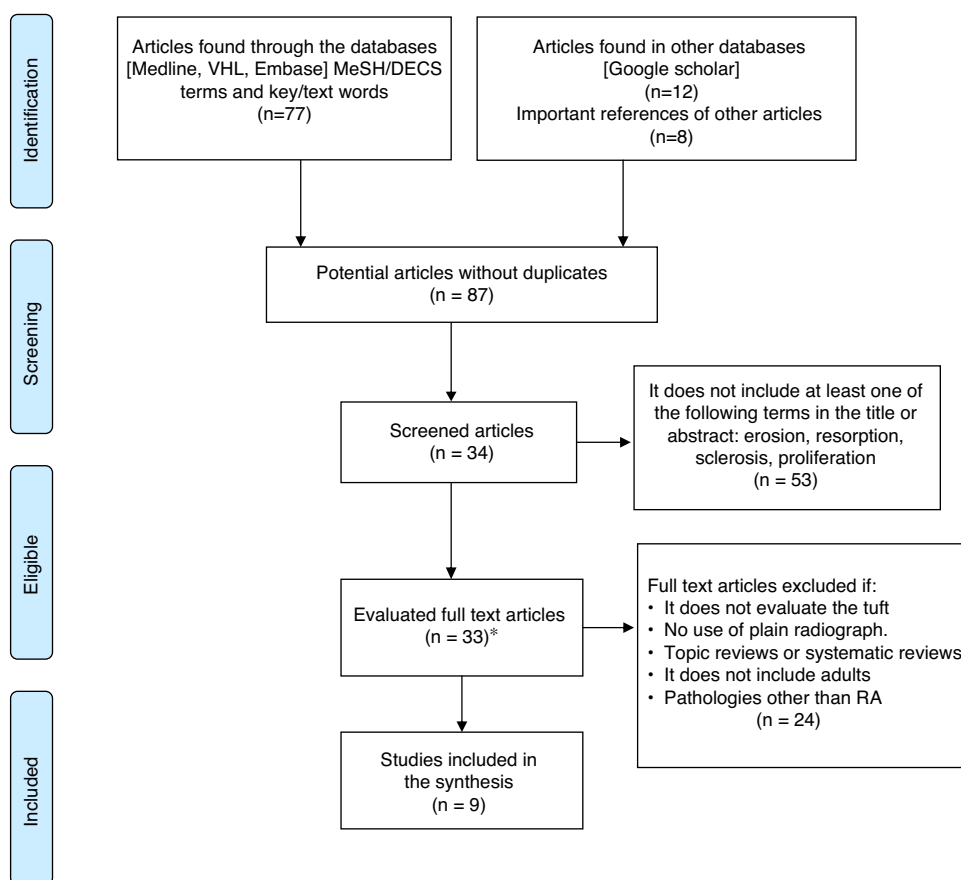 Identification
Articles found through the databases
[Medline, VHL, Embase] MeSH/DECS
terms and key/text words
(n=77)
Articles found in other databases
[Google scholar]
(n=12)
Important references of other articles
(n=8)
Screening
Potential articles without duplicates
(n = 87)
Screened articles
(n = 34)
It does not include at least one of
the following terms in the title or
abstract: erosion, resorption,
sclerosis, proliferation
(n = 53)
Eligible
Evaluated full text articles
(n = 33)*
Full text articles excluded if:
• It does not evaluate the tuft
• No use of plain radiograph.
• Topic reviews or systematic reviews
• It does not include adults
• Pathologies other than RA
(n = 24)
Included
Studies included in
the synthesis
(n = 9)